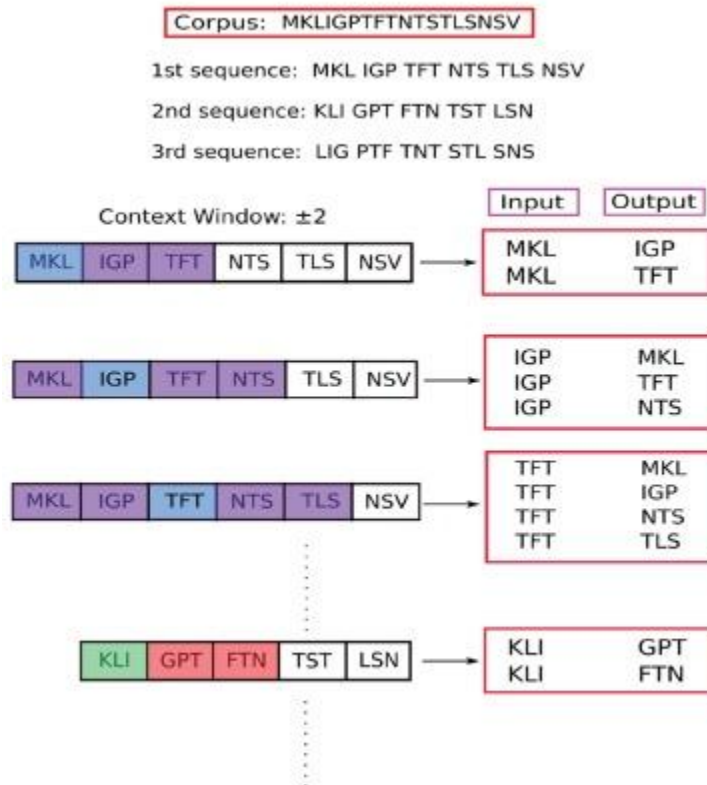 Corpus: MKLIGPTFTNTSTLSNSV
1st sequence: MKL IGP TFT NTS TLS NSV
2nd sequence: KLI GPT FTN TST LSN
3rd sequence: LIG PTF TNT STL SNS
Context Window: ±2
Input Output
MKL IGP TFT NTS TLS NSV
MKL IGP
MKL TFT
MKL IGP TFT NTS TLS NSV
IGP MKL
IGP TFT
IGP NTS
MKL IGP TFT NTS TLS NSV
TFT MKL
TFT IGP
TFT NTS
TFT TLS
KLI GPT FTN TST LSN
KLI GPT
KLI FTN